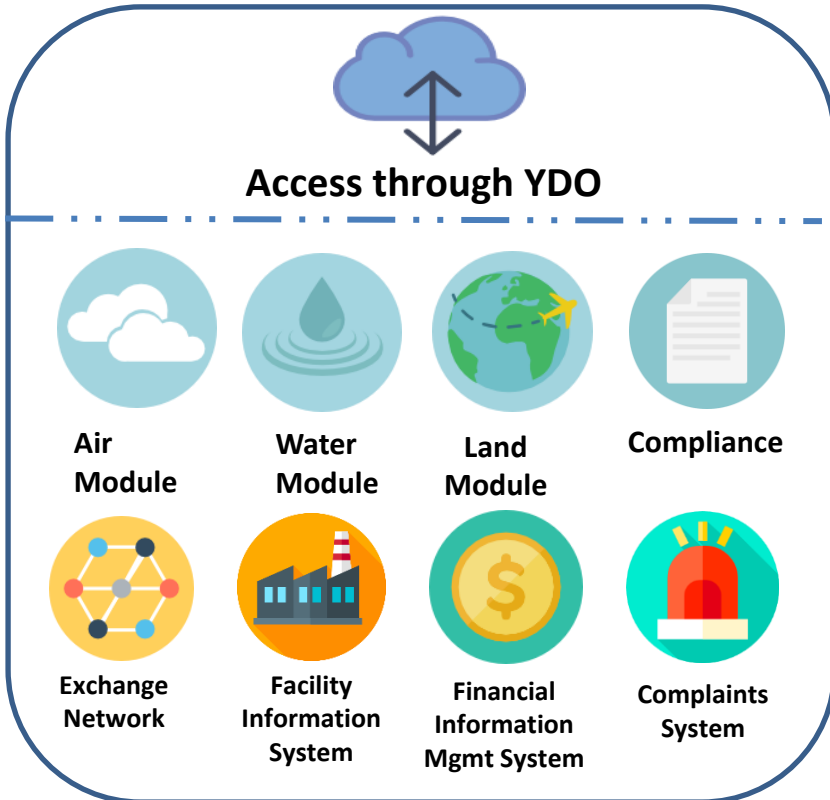 Access through YDO
Air
Module
Water
Module
Land
Module
Compliance
Exchange
Network
Facility
Information
System
$
Financial
Information
Mgmt System
Complaints
System